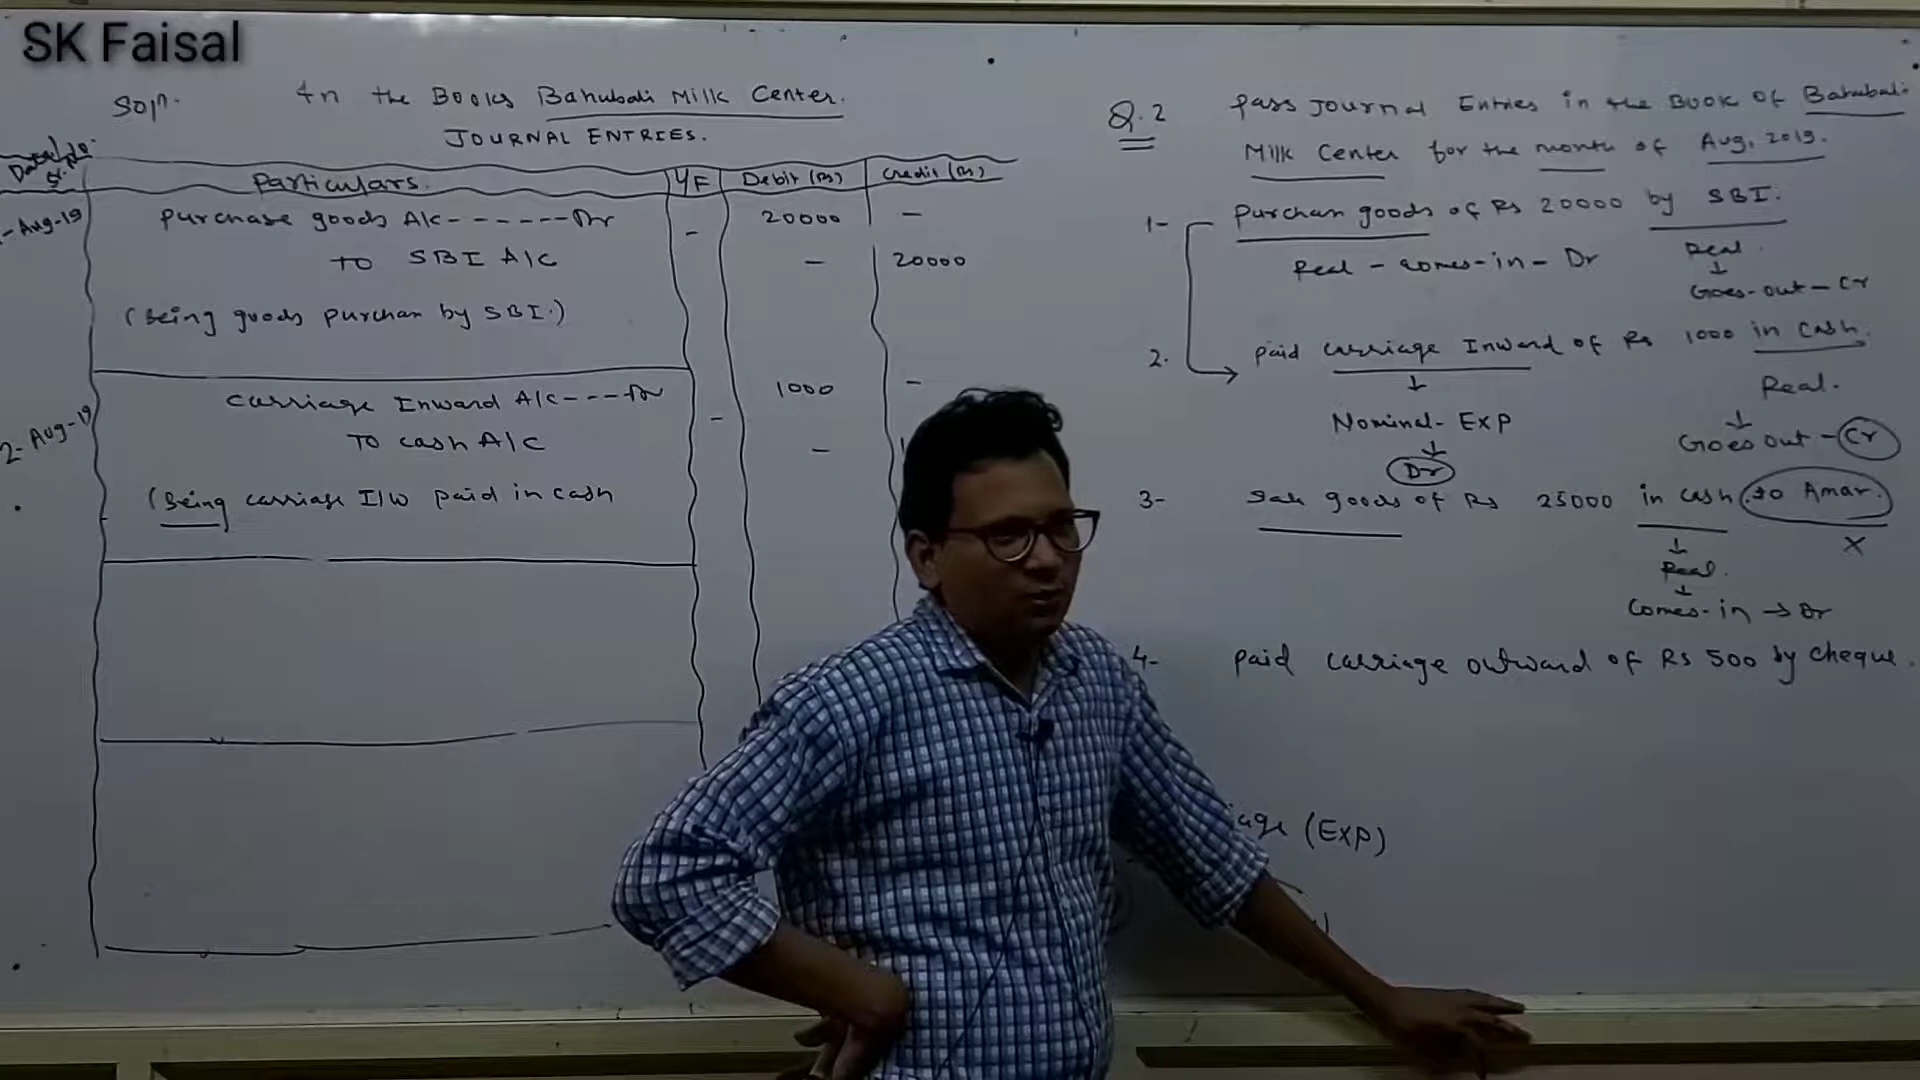 SK Faisal
Soln.
In the Books Bahubali Milk Center.
JOURNAL ENTRIES.
Particulars. L/F Debit (Rs) Credit (Rs)
-Aug-19 Purchase goods A/c ------- Dr - 20000 -
To SBI A/c - 20000
(Being goods purchan by SBI.)
2-Aug-19 Carriage Inward A/c --- Dr - 1000 -
To cash A/c -
(Being carriage I/W paid in cash
Q.2 Pass Journal Entries in the Book of Bahubali
Milk Center for the month of Aug, 2019.
1- Purchan goods of Rs 20000 by SBI.
Real - comes-in - Dr Real.
↓
Goes-out - Cr
2. Paid carriage Inward of Rs 1000 in cash.
↓ Real.
Nominal- EXP ↓
↓ Goes out - Cr
Dr
3- Sale goods of Rs 25000 in cash to Amar.
↓ X
Real.
↓
Comes-in → Dr
4- Paid carriage outward of Rs 500 by cheque.
iage (EXP)